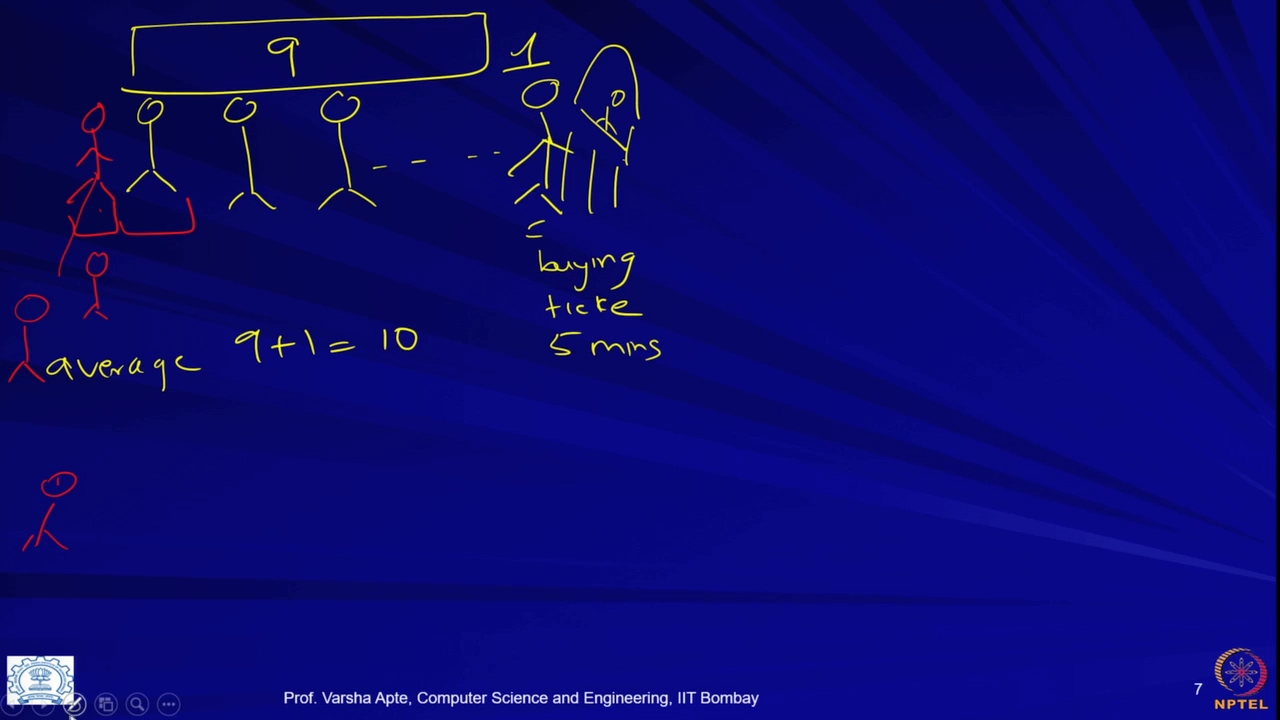 9
1
buying
ticke
5 mins
9+1 = 10
average
Prof. Varsha Apte, Computer Science and Engineering, IIT Bombay
7
NPTEL